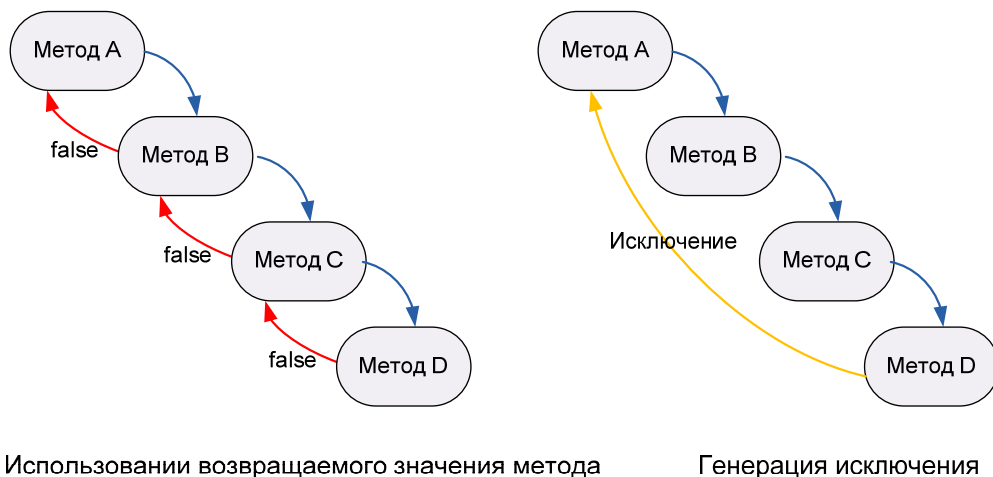 Метод A
Метод A
false
Метод B
Метод B
false
Исключение
Метод C
Метод C
false
Метод D
Метод D
Использовании возвращаемого значения метода
Генерация исключения